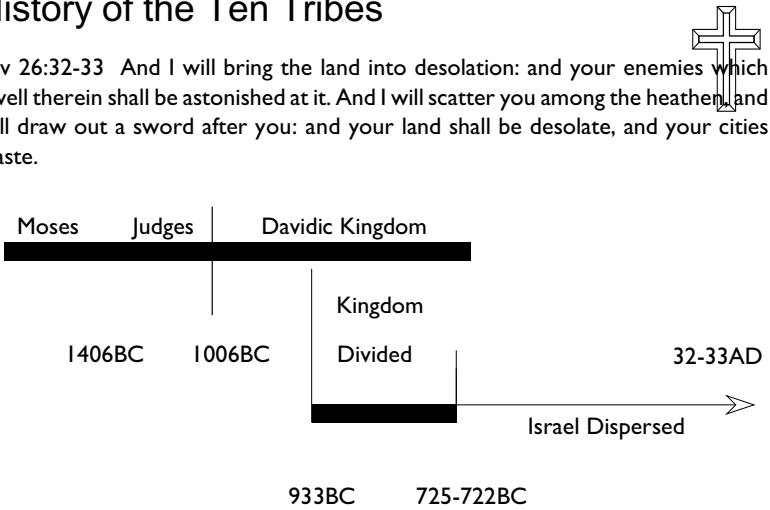 History of the Ten Tribes
v 26:32-33 And I will bring the land into desolation: and your enemies which
well therein shall be astonished at it. And I will scatter you among the heathen, and
ll draw out a sword after you: and your land shall be desolate, and your cities
aste.
Moses Judges Davidic Kingdom
Kingdom
1406BC 1006BC Divided 32-33AD
Israel Dispersed
933BC 725-722BC